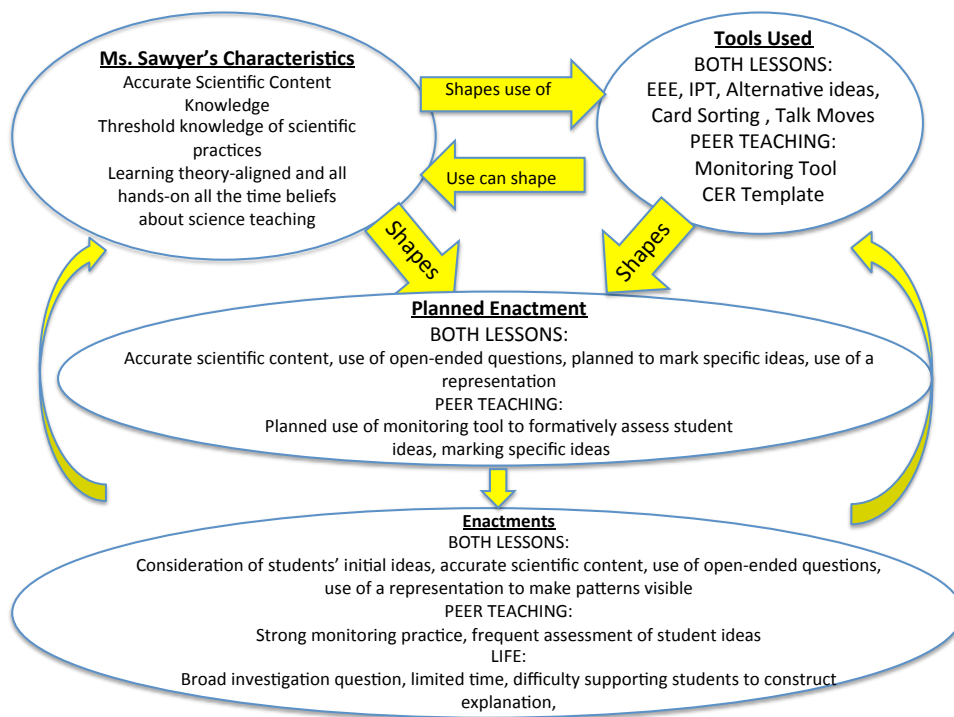 Ms. Sawyer's Characteristics
Accurate Scientific Content
Knowledge
Threshold knowledge of scientific
practices
Learning theory-aligned and all
hands-on all the time beliefs
about science teaching
Shapes use of
Use can shape
Tools Used
BOTH LESSONS:
EEE, IPT, Alternative ideas,
Card Sorting , Talk Moves
PEER TEACHING:
Monitoring Tool
CER Template
Shapes
Shapes
Planned Enactment
BOTH LESSONS:
Accurate scientific content, use of open-ended questions, planned to mark specific ideas, use of a
representation
PEER TEACHING:
Planned use of monitoring tool to formatively assess student
ideas, marking specific ideas
Enactments
BOTH LESSONS:
Consideration of students' initial ideas, accurate scientific content, use of open-ended questions,
use of a representation to make patterns visible
PEER TEACHING:
Strong monitoring practice, frequent assessment of student ideas
LIFE:
Broad investigation question, limited time, difficulty supporting students to construct
explanation,